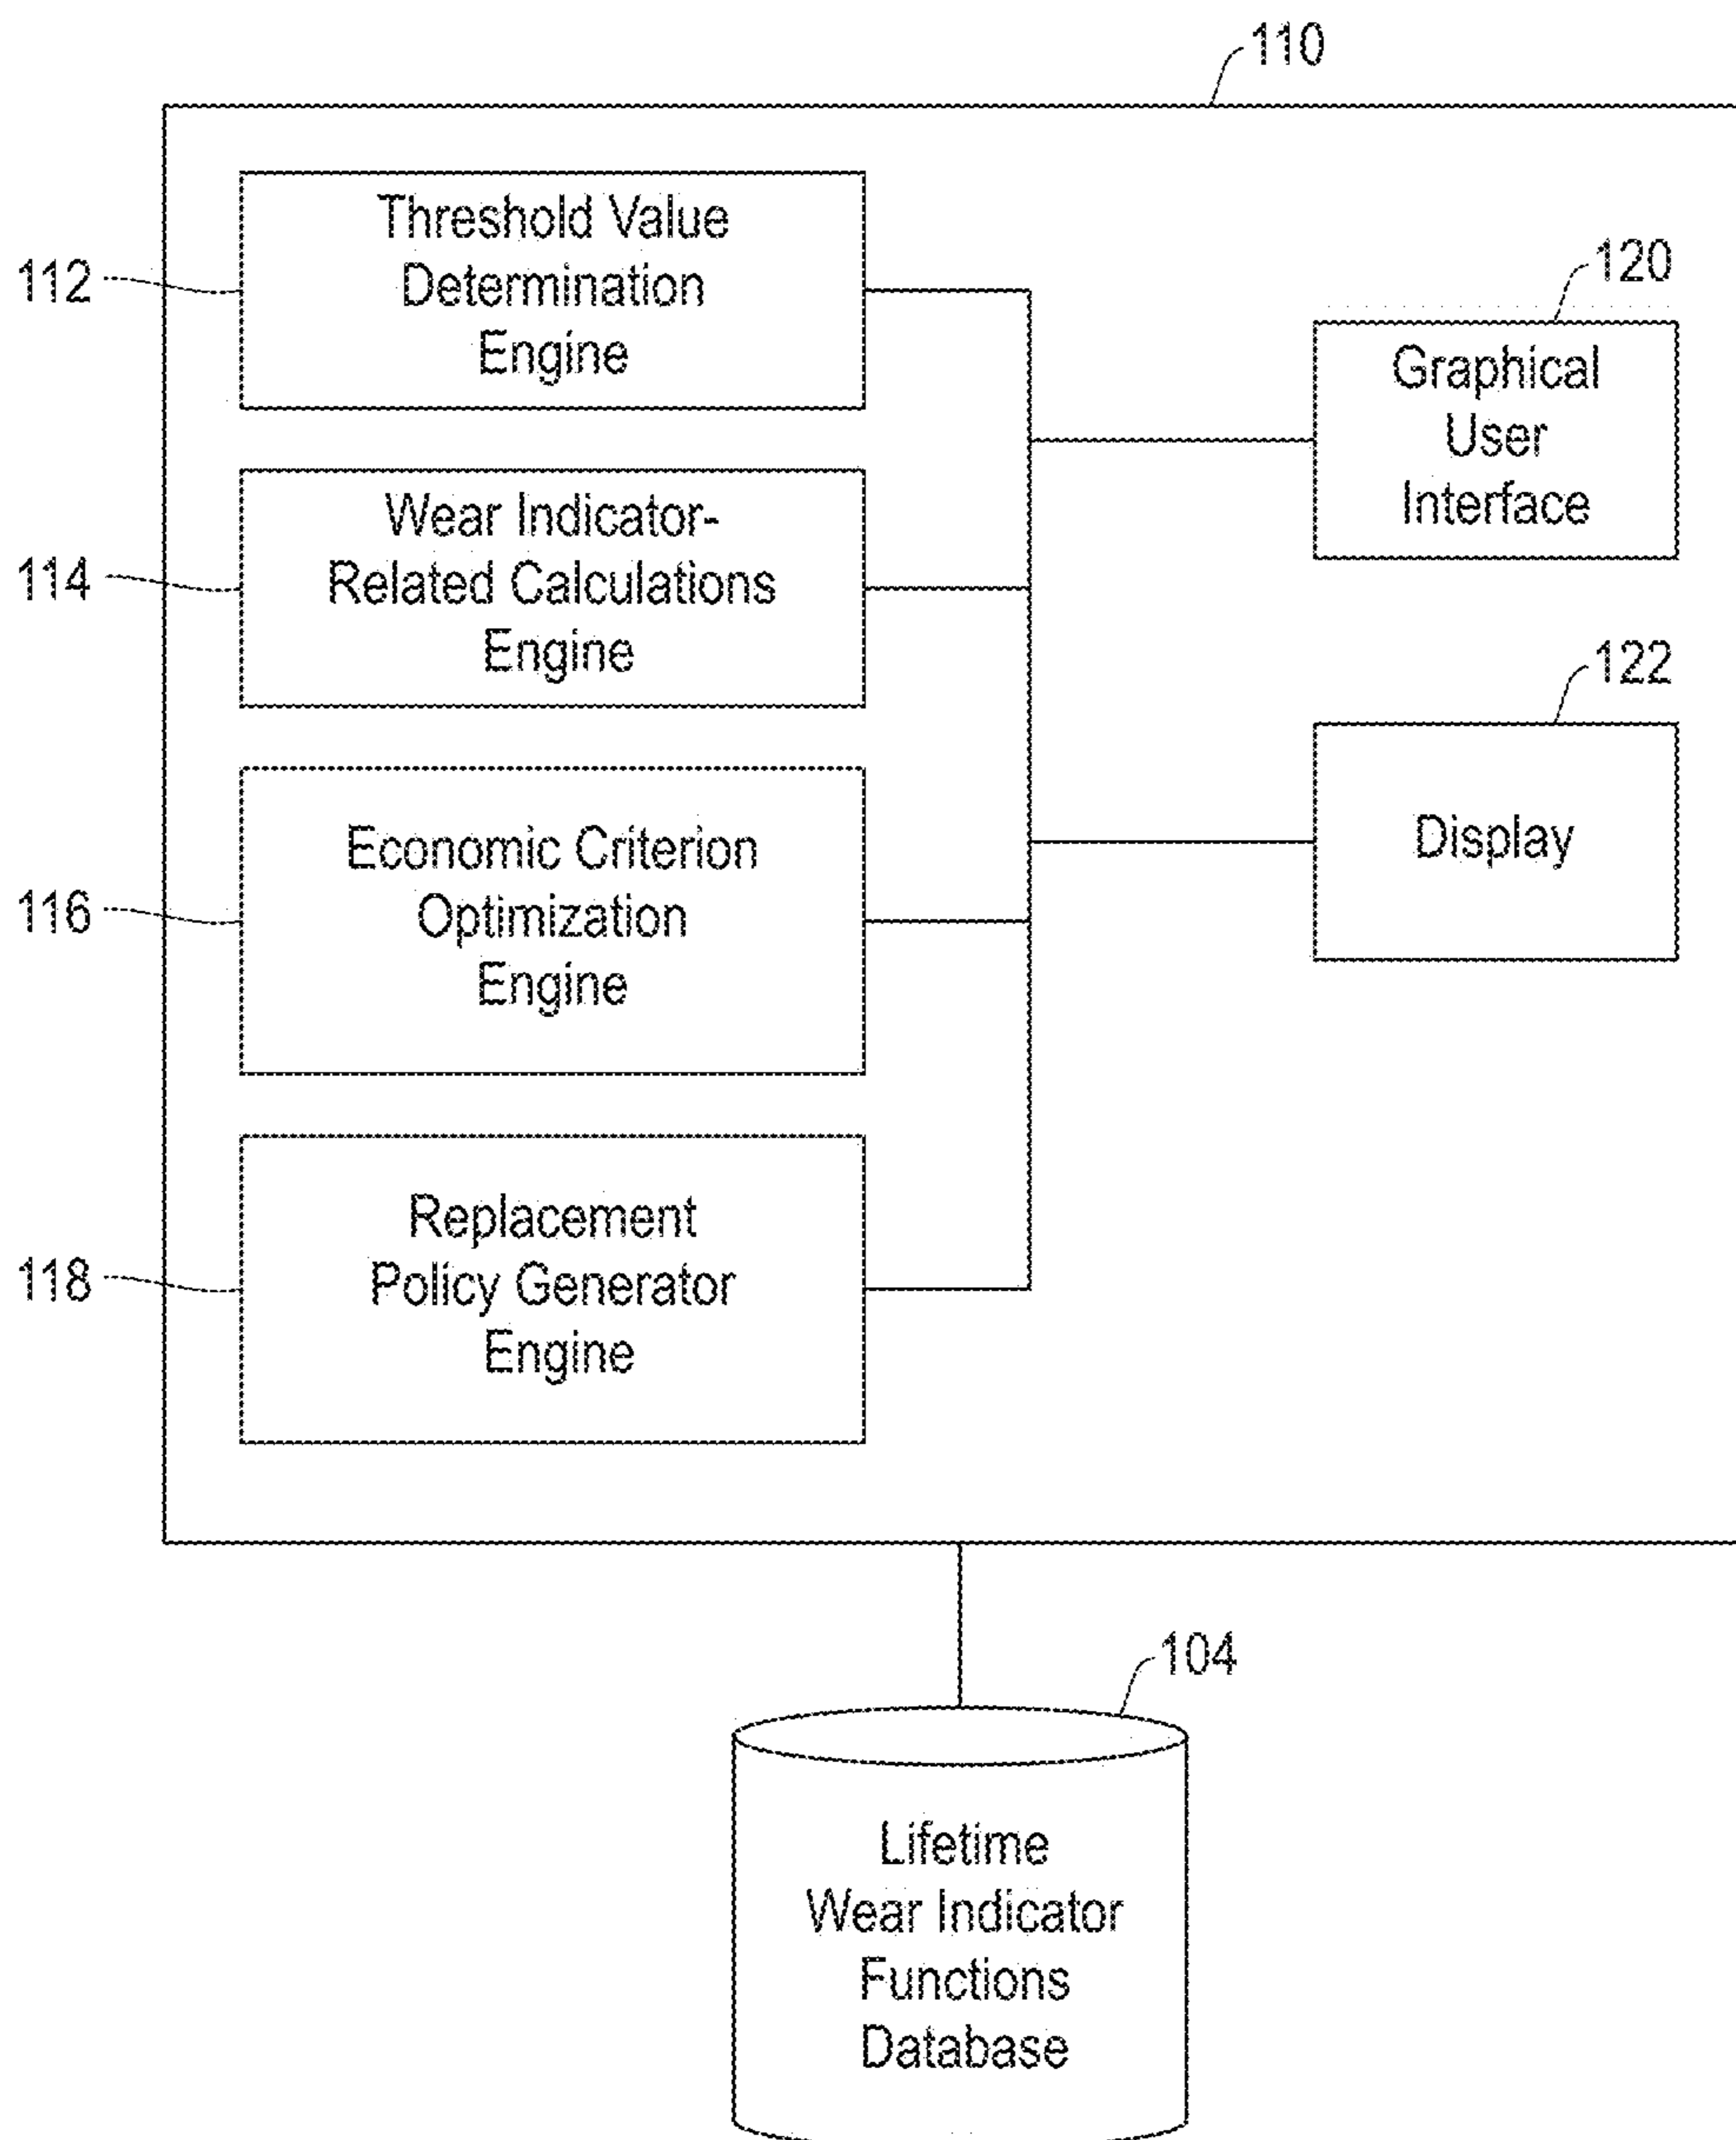 110
112
Threshold Value
Determination
Engine
120
Graphical
User
Interface
114
Wear Indicator-
Related Calculations
Engine
122
Display
116
Economic Criterion
Optimization
Engine
118
Replacement
Policy Generator
Engine
104
Lifetime
Wear Indicator
Functions
Database